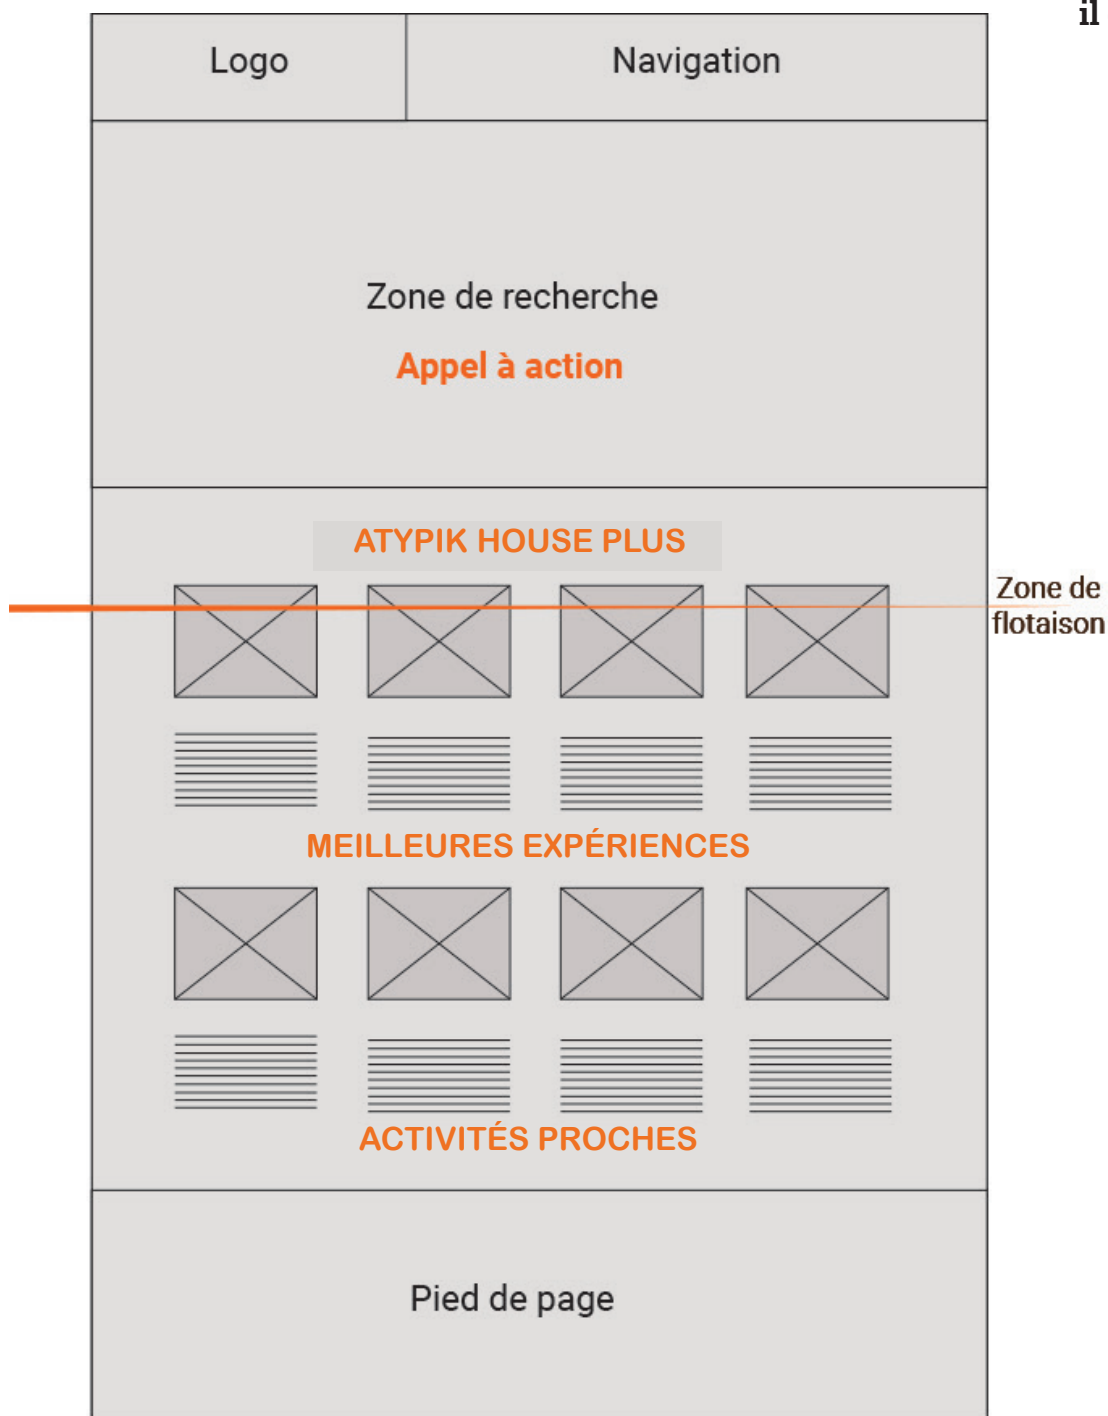 il
Logo
Navigation
Zone de recherche
Appel à action
ATYPIK HOUSE PLUS
Zone de
flotaison
MEILLEURES EXPÉRIENCES
ACTIVITÉS PROCHES
Pied de page